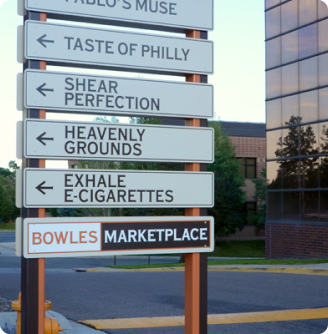 PABLO'S MUSE
← TASTE OF PHILLY
← SHEAR
PERFECTION
← HEAVENLY
GROUNDS
← EXHALE
E-CIGARETTES
BOWLES MARKETPLACE